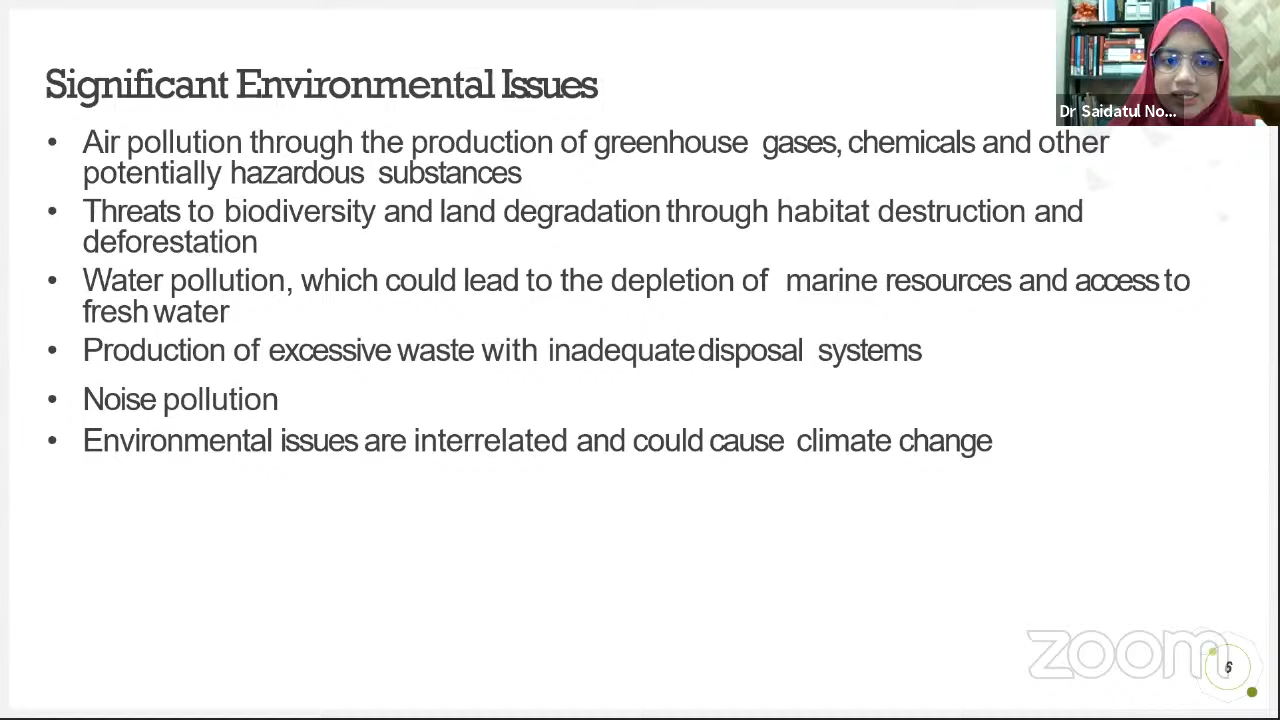 Significant Environmental Issues
Dr Saidatul No...
• Air pollution through the production of greenhouse gases, chemicals and other
potentially hazardous substances
• Threats to biodiversity and land degradation through habitat destruction and
deforestation
• Water pollution, which could lead to the depletion of marine resources and access to
fresh water
• Production of excessive waste with inadequate disposal systems
• Noise pollution
• Environmental issues are interrelated and could cause climate change
zoom
6